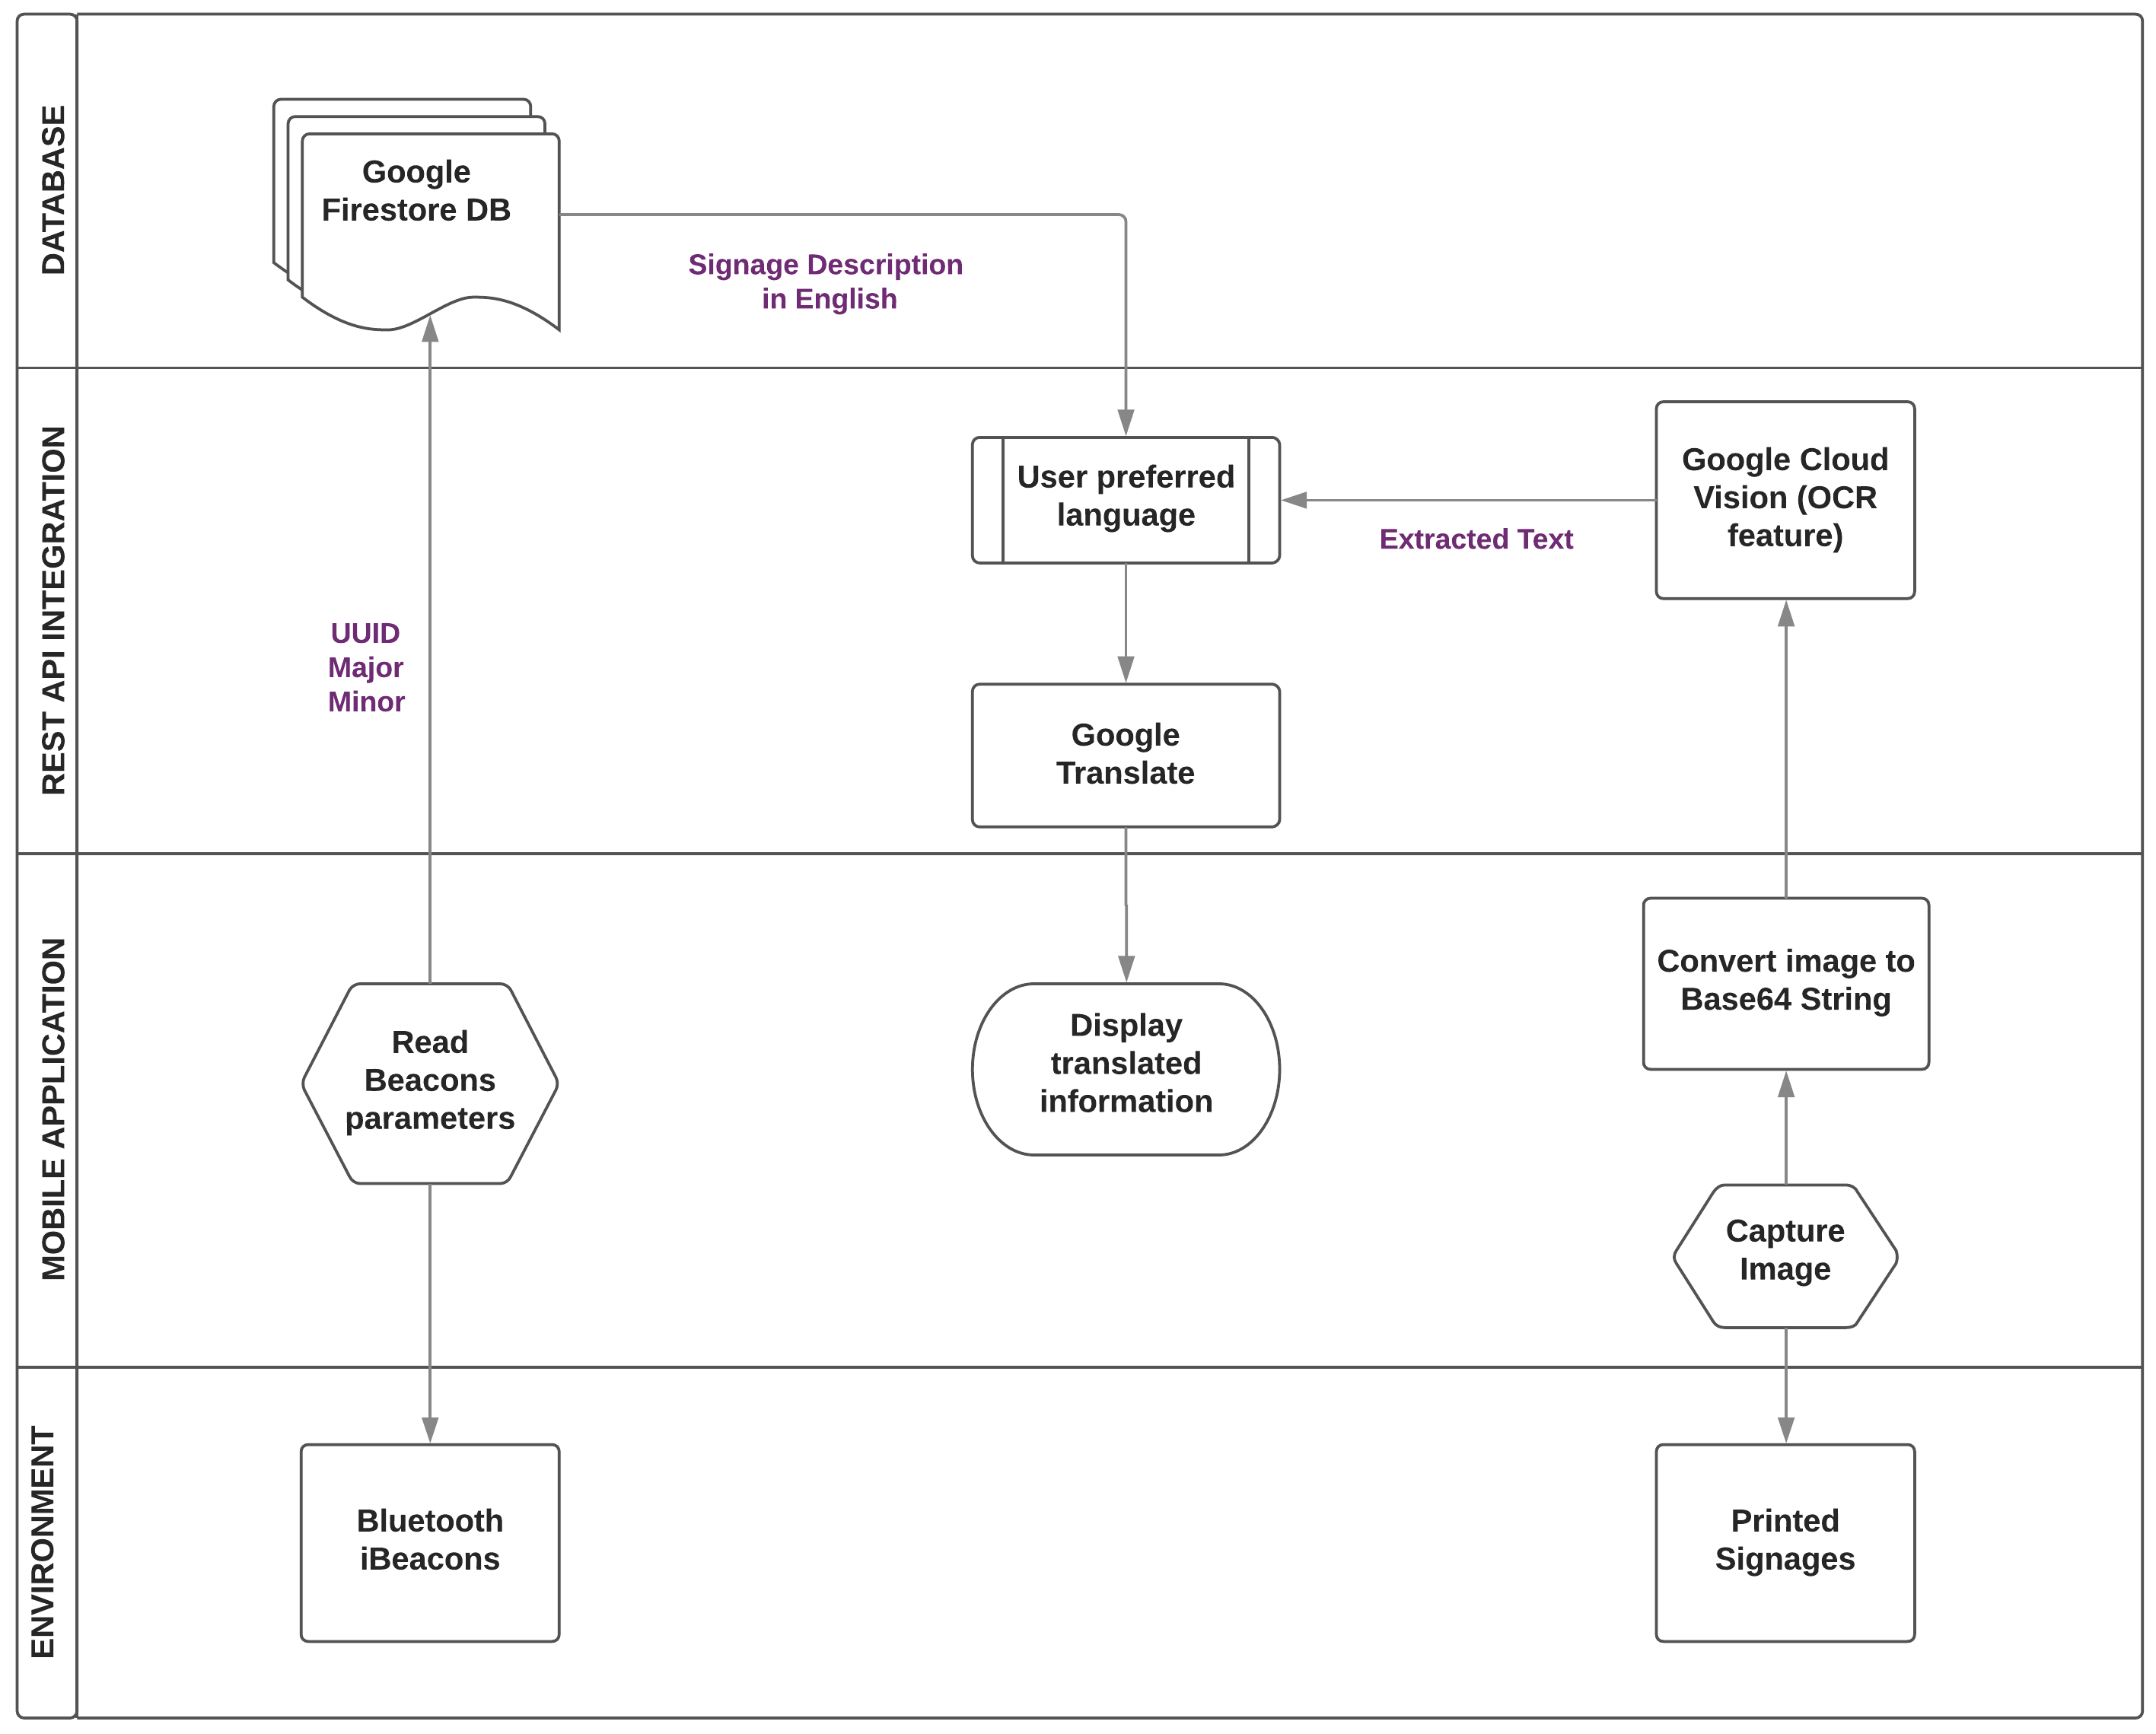 DATABASE
Google
Firestore DB
Signage Description
in English
REST API INTEGRATION
User preferred
language
Google Cloud
Vision (OCR
feature)
Extracted Text
UUID
Major
Minor
Google
Translate
MOBILE APPLICATION
Read
Beacons
parameters
Display
translated
information
Convert image to
Base64 String
Capture
Image
ENVIRONMENT
Bluetooth
iBeacons
Printed
Signages